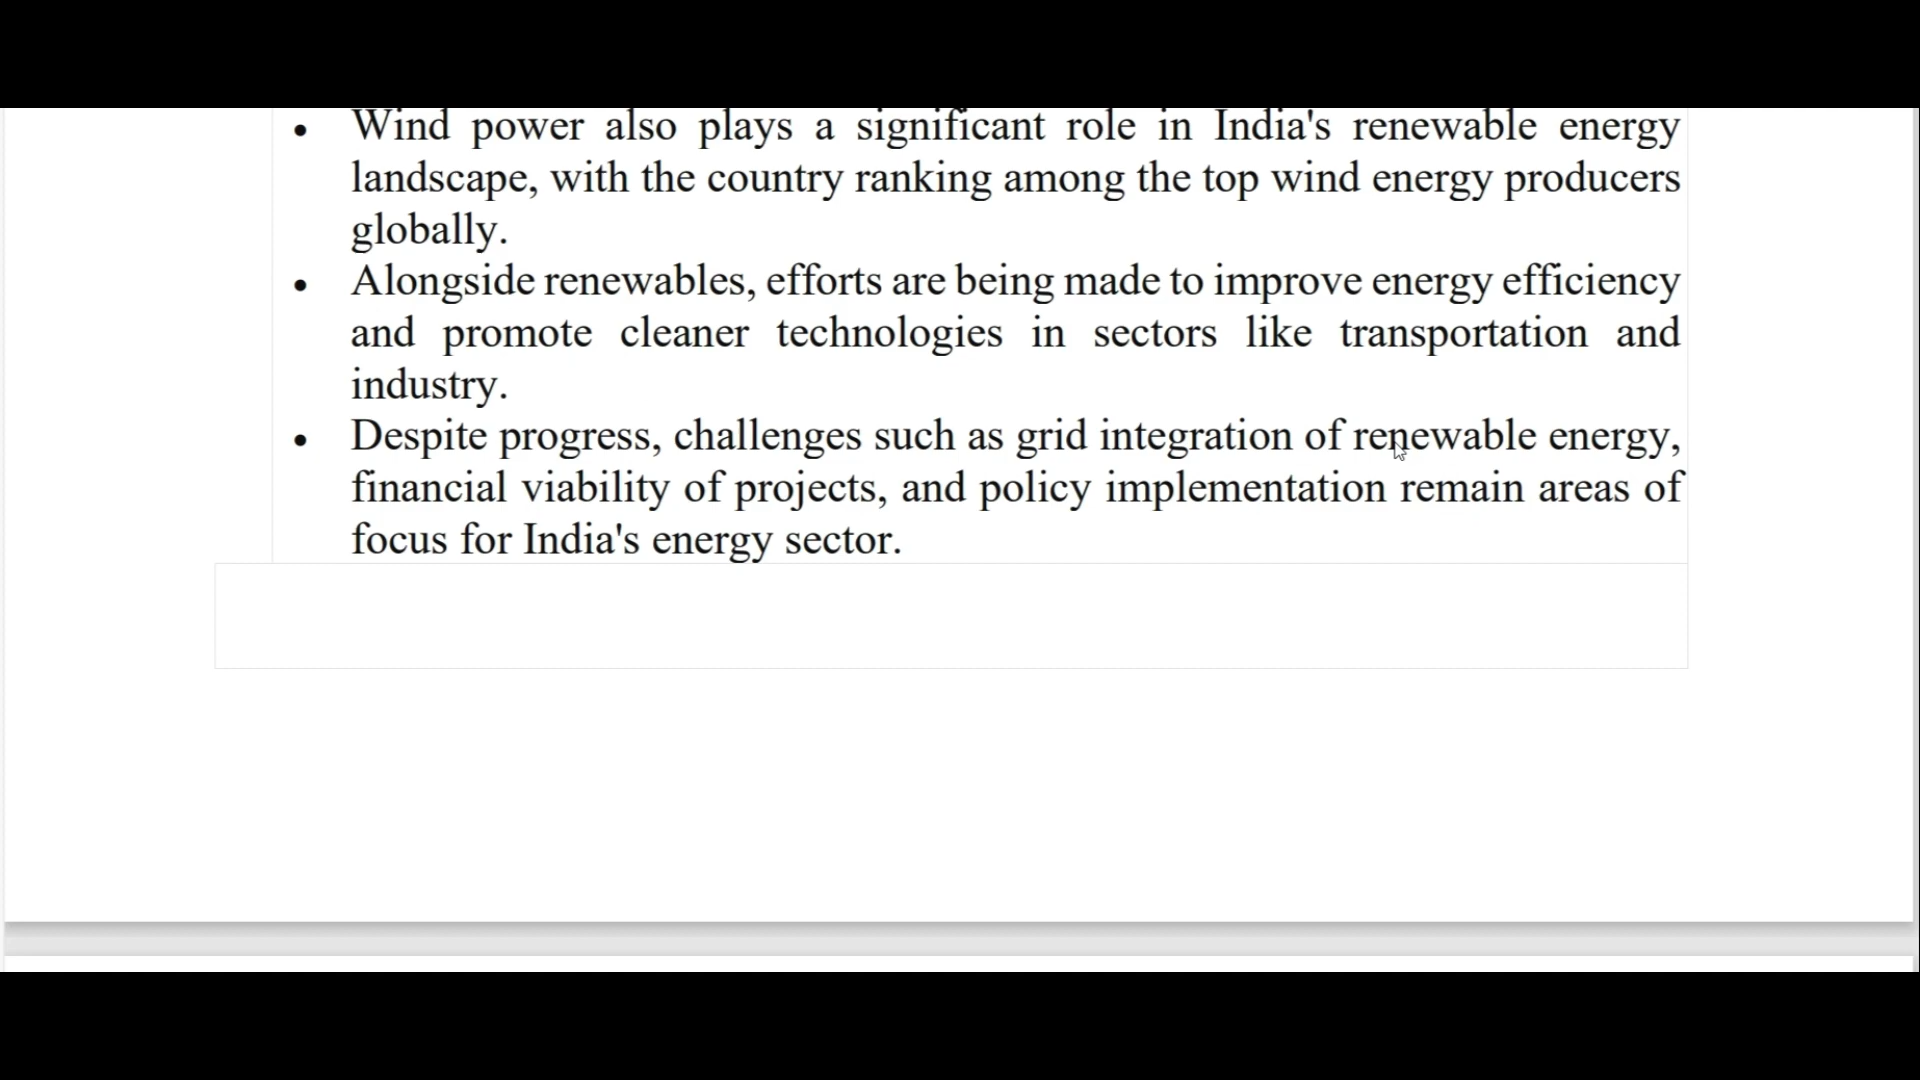 • Wind power also plays a significant role in India's renewable energy
landscape, with the country ranking among the top wind energy producers
globally.
• Alongside renewables, efforts are being made to improve energy efficiency
and promote cleaner technologies in sectors like transportation and
industry.
• Despite progress, challenges such as grid integration of renewable energy,
financial viability of projects, and policy implementation remain areas of
focus for India's energy sector.